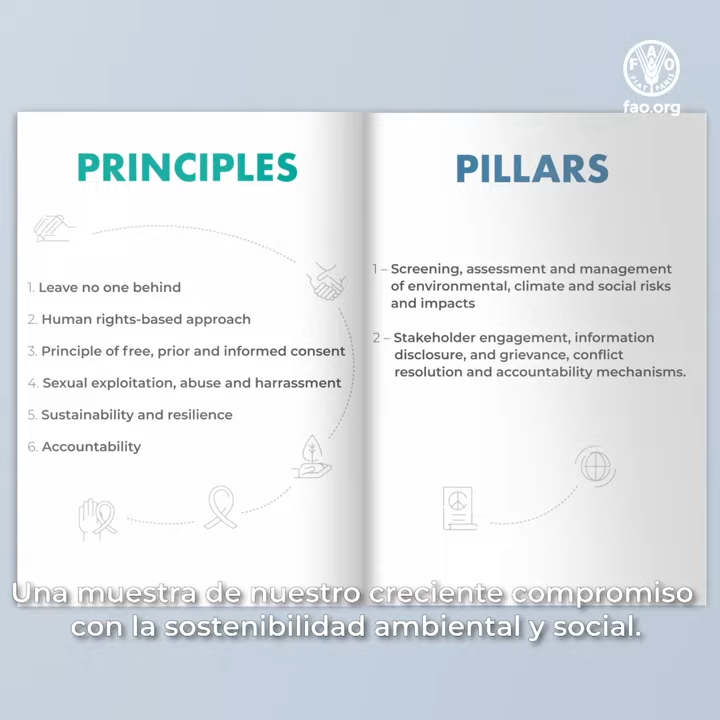 FAO
FIAT PANIS
fao.org
PRINCIPLES
1. Leave no one behind
2. Human rights-based approach
3. Principle of free, prior and informed consent
4. Sexual exploitation, abuse and harrassment
5. Sustainability and resilience
6. Accountability
PILLARS
1 – Screening, assessment and management
of environmental, climate and social risks
and impacts
2 – Stakeholder engagement, information
disclosure, and grievance, conflict
resolution and accountability mechanisms.
Una muestra de nuestro creciente compromiso
con la sostenibilidad ambiental y social.